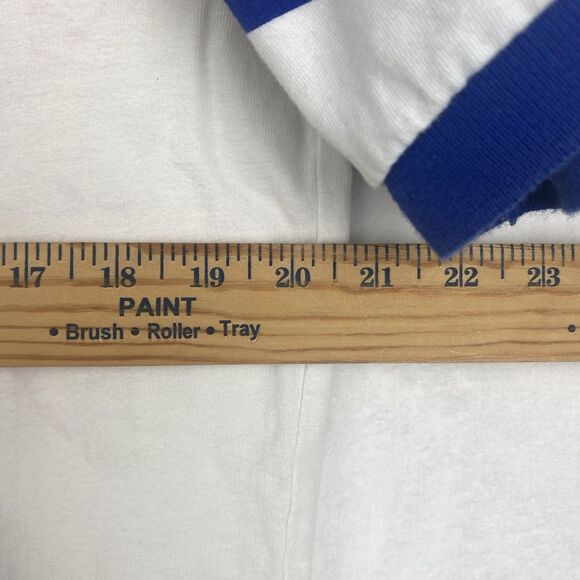 17 18 19 20 21 22 23
PAINT
• Brush • Roller • Tray •